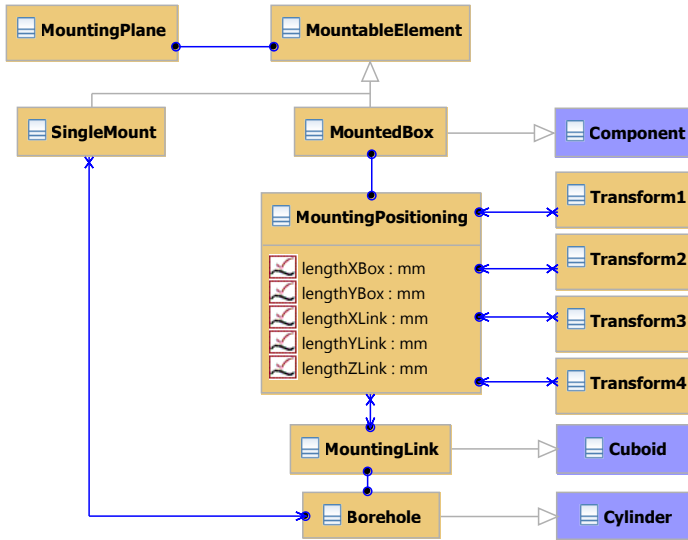 MountingPlane
MountableElement
SingleMount
MountedBox
Component
MountingPositioning
lengthXBox : mm
lengthYBox : mm
lengthXLink : mm
lengthYLink : mm
lengthZLink : mm
Transform1
Transform2
Transform3
Transform4
MountingLink
Cuboid
Borehole
Cylinder